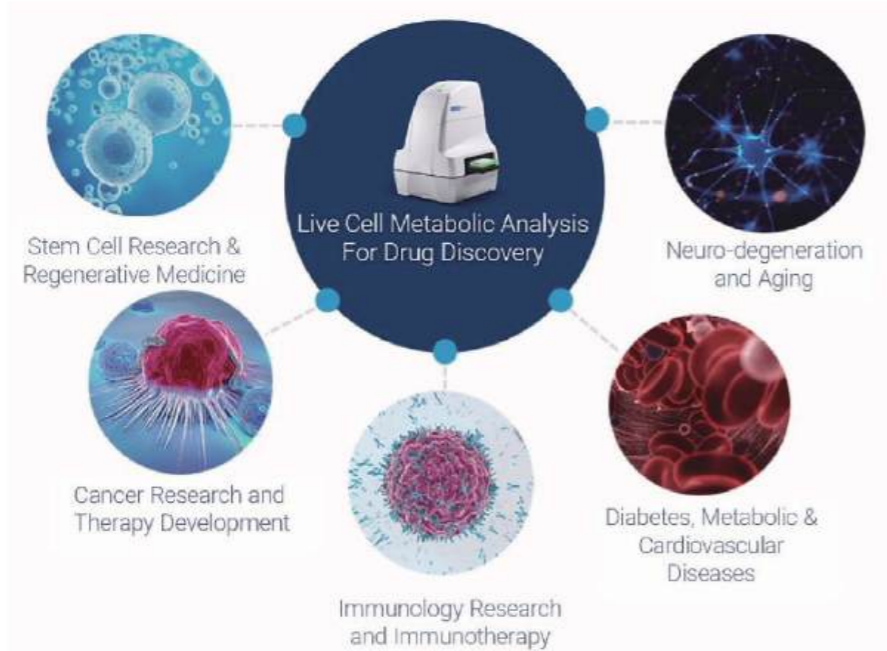 Live Cell Metabolic Analysis
For Drug Discovery
Stem Cell Research &
Regenerative Medicine
Neuro-degeneration
and Aging
Cancer Research and
Therapy Development
Diabetes, Metabolic &
Cardiovascular
Diseases
Immunology Research
and Immunotherapy